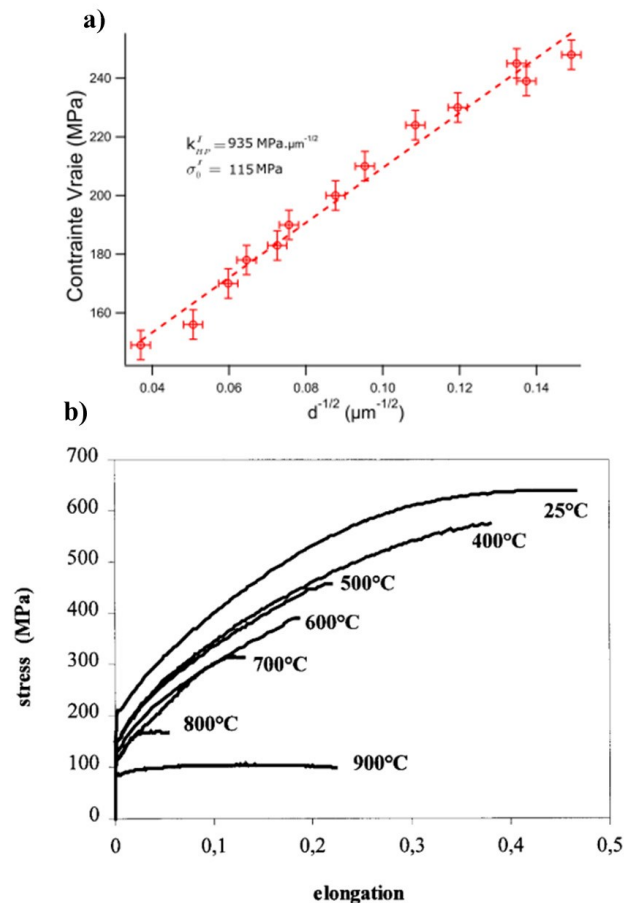 a)
Contrainte Vraie (MPa)
240
220
200
180
160
k_HP^I = 935 MPa.µm^-1/2
σ_0^I = 115 MPa
0.04 0.06 0.08 0.10 0.12 0.14
d^-1/2 (µm^-1/2)
b)
stress (MPa)
700
600
500
400
300
200
100
0
25°C
400°C
500°C
600°C
700°C
800°C
900°C
0 0,1 0,2 0,3 0,4 0,5
elongation